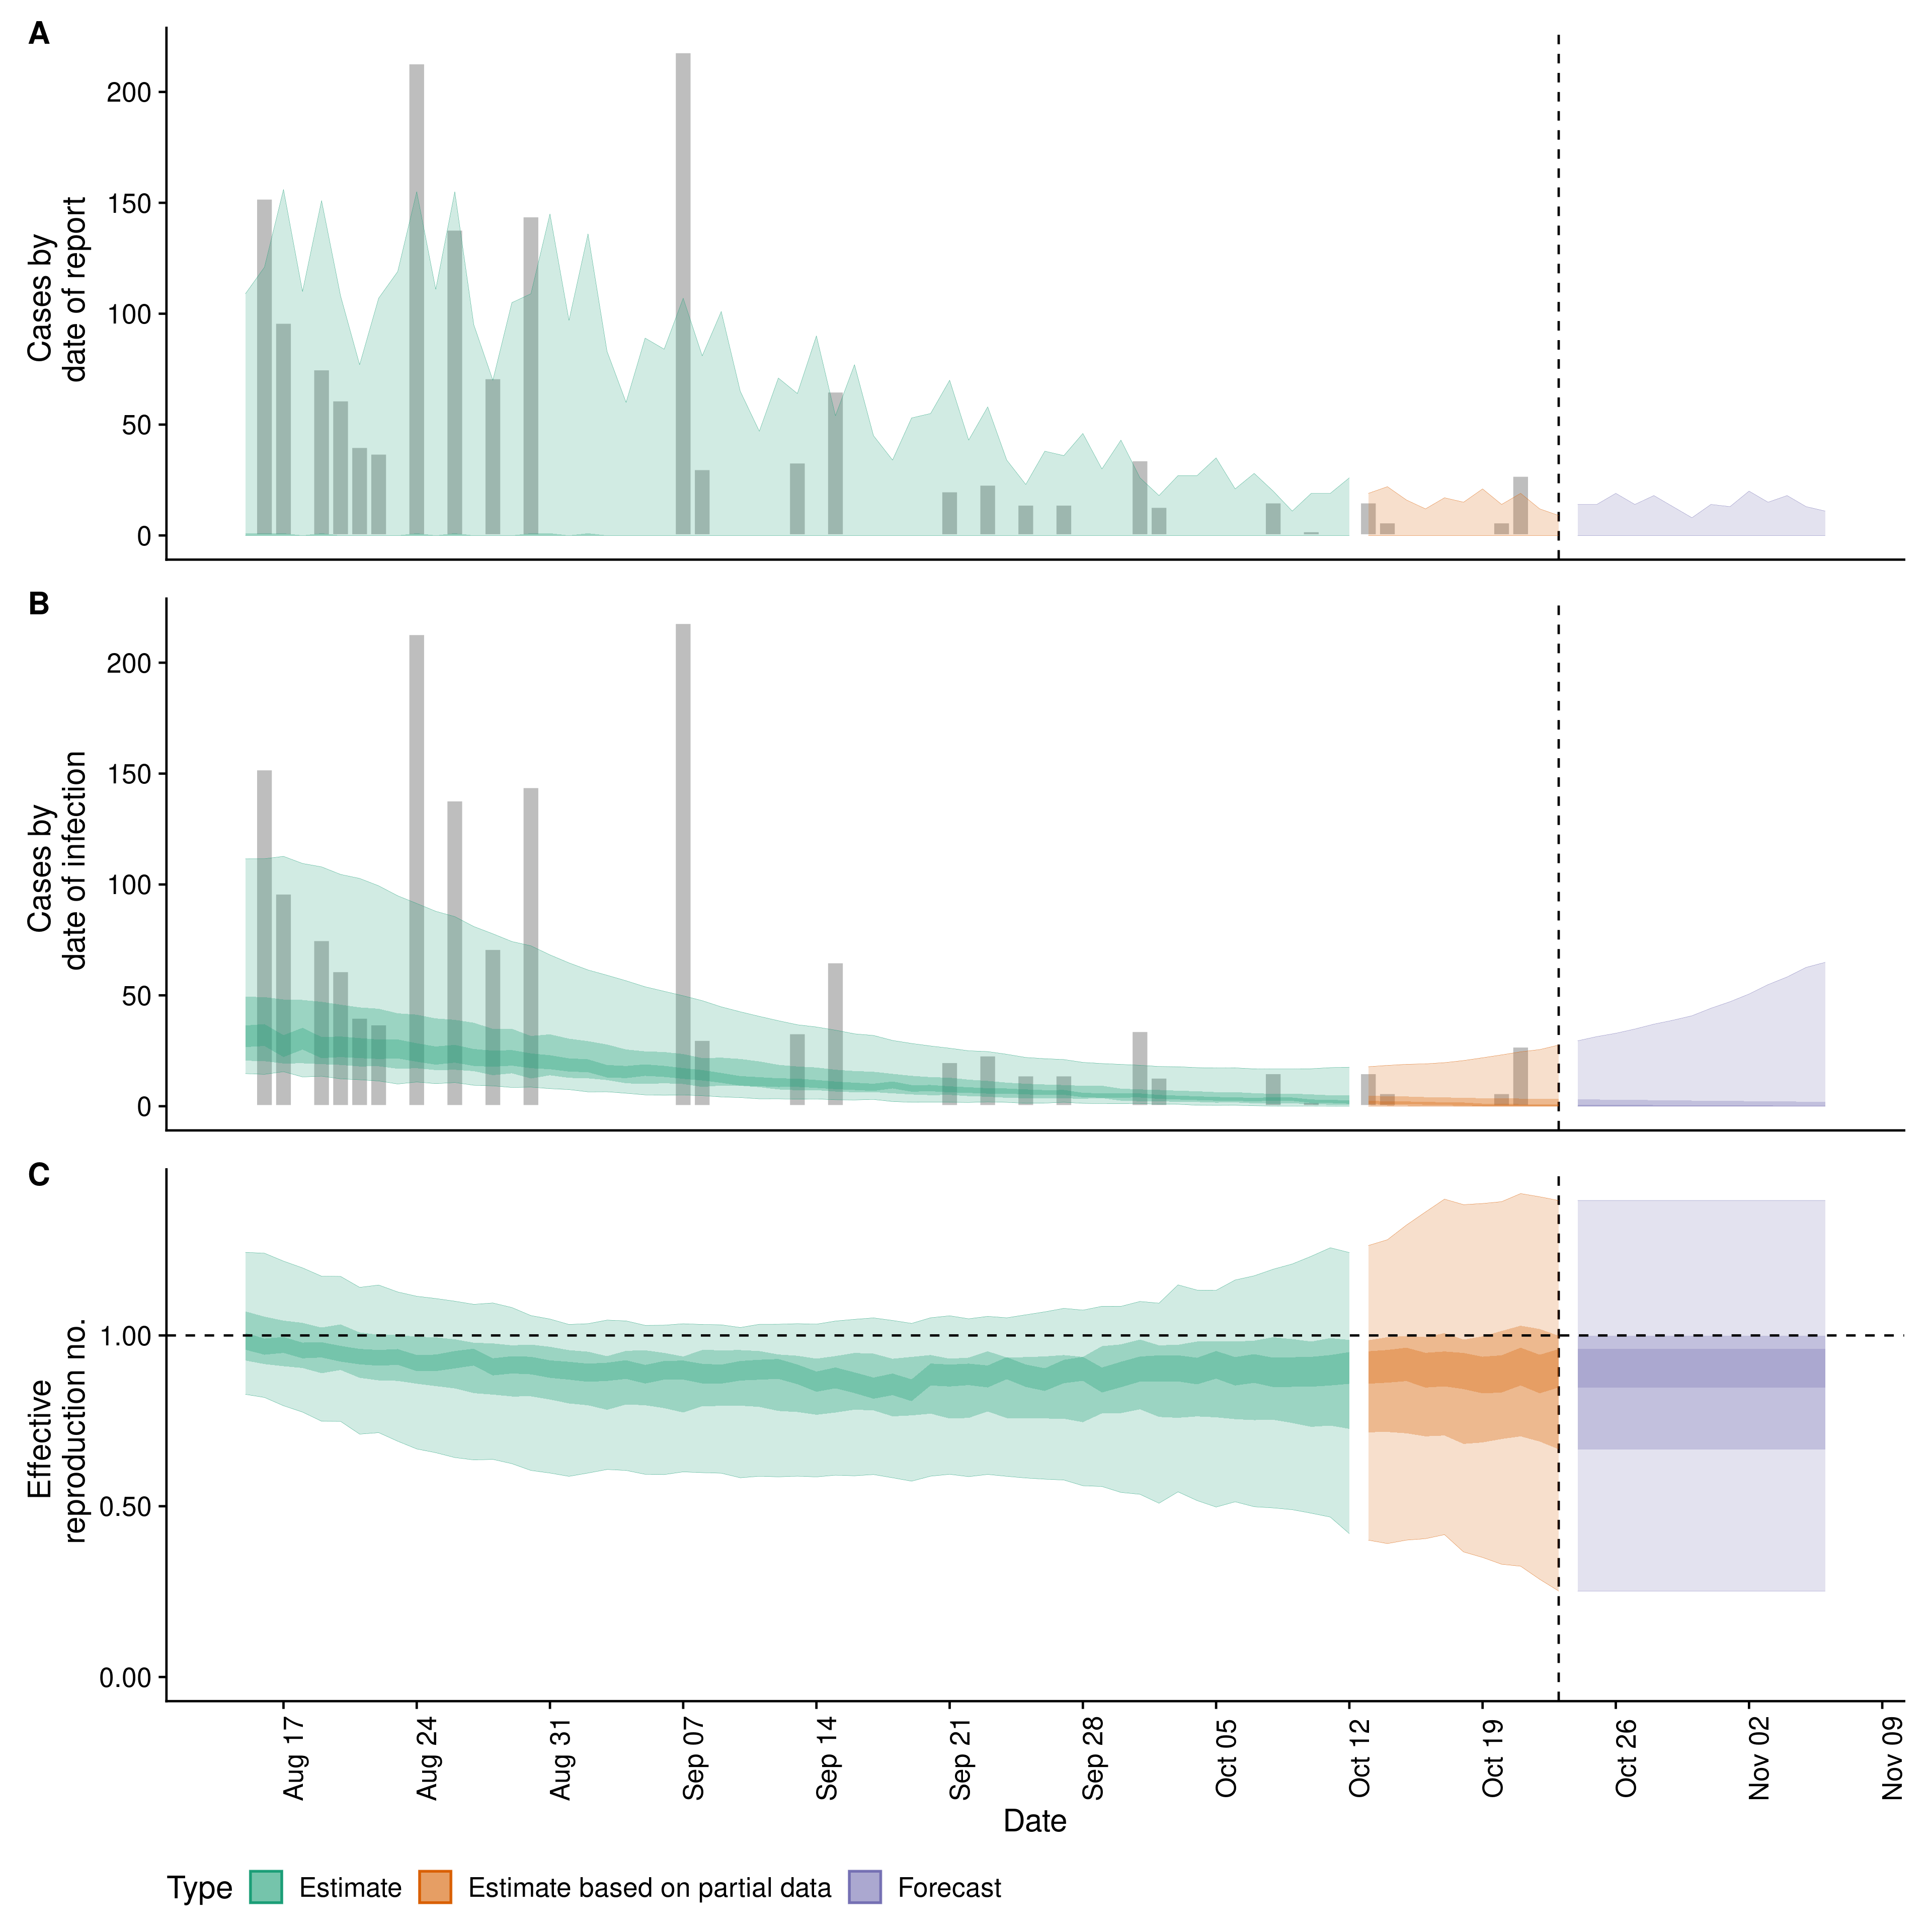 A
Cases by
date of report
200
150
100
50
0
B
Cases by
date of infection
200
150
100
50
0
C
Effective
reproduction no.
1.00
0.50
0.00
Aug 17
Aug 24
Aug 31
Sep 07
Sep 14
Sep 21
Sep 28
Oct 05
Oct 12
Oct 19
Oct 26
Nov 02
Nov 09
Date
Type Estimate Estimate based on partial data Forecast